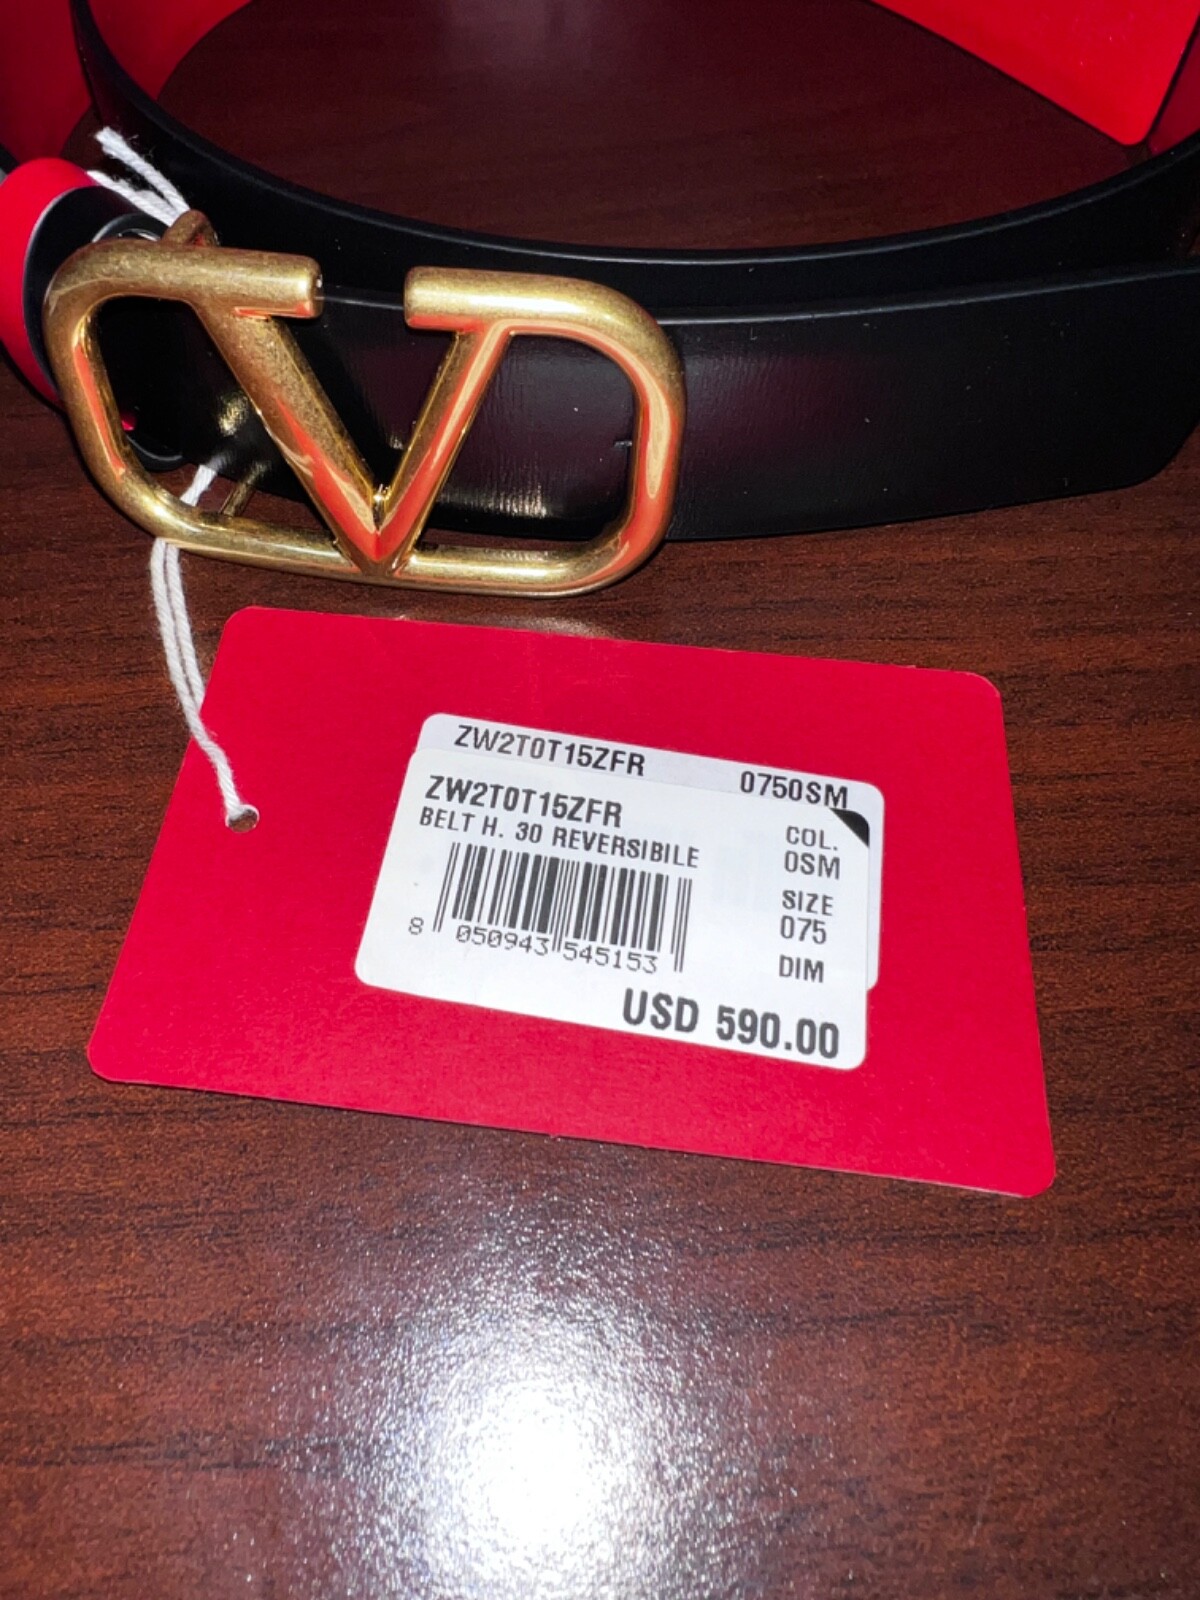 ZW2T0T15ZFR 0750SM
ZW2T0T15ZFR
BELT H. 30 REVERSIBILE
COL.
0SM
SIZE
075
DIM
8 050943 545153
USD 590.00